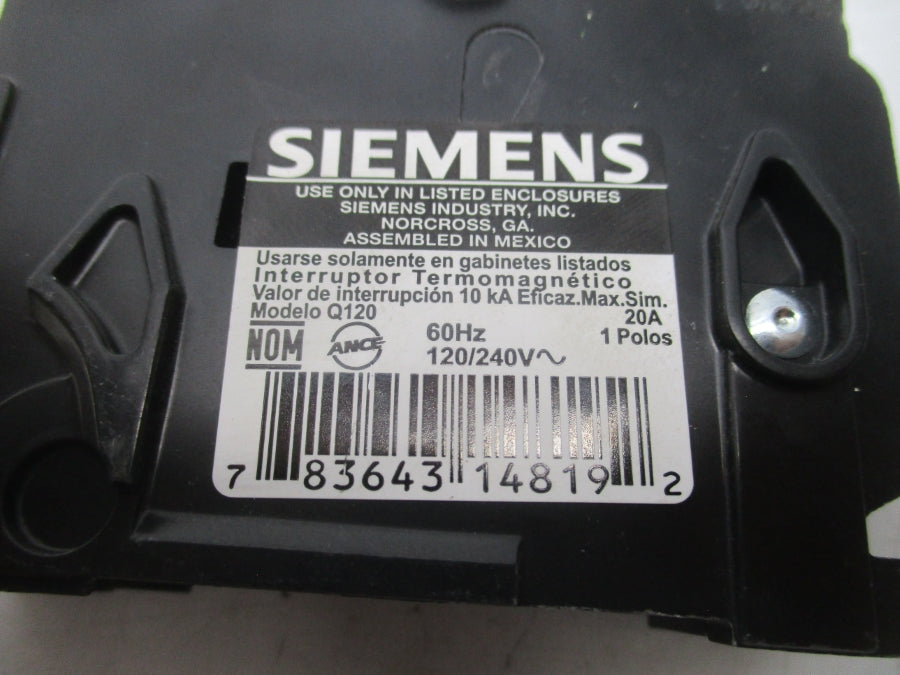 SIEMENS
USE ONLY IN LISTED ENCLOSURES
SIEMENS INDUSTRY, INC.
NORCROSS, GA.
ASSEMBLED IN MEXICO
Usarse solamente en gabinetes listados
Interruptor Termomagnético
Valor de interrupción 10 kA Eficaz.Max.Sim.
Modelo Q120 20A
NOM ANCE 60Hz 1 Polos
120/240V~
7 83643 14819 2